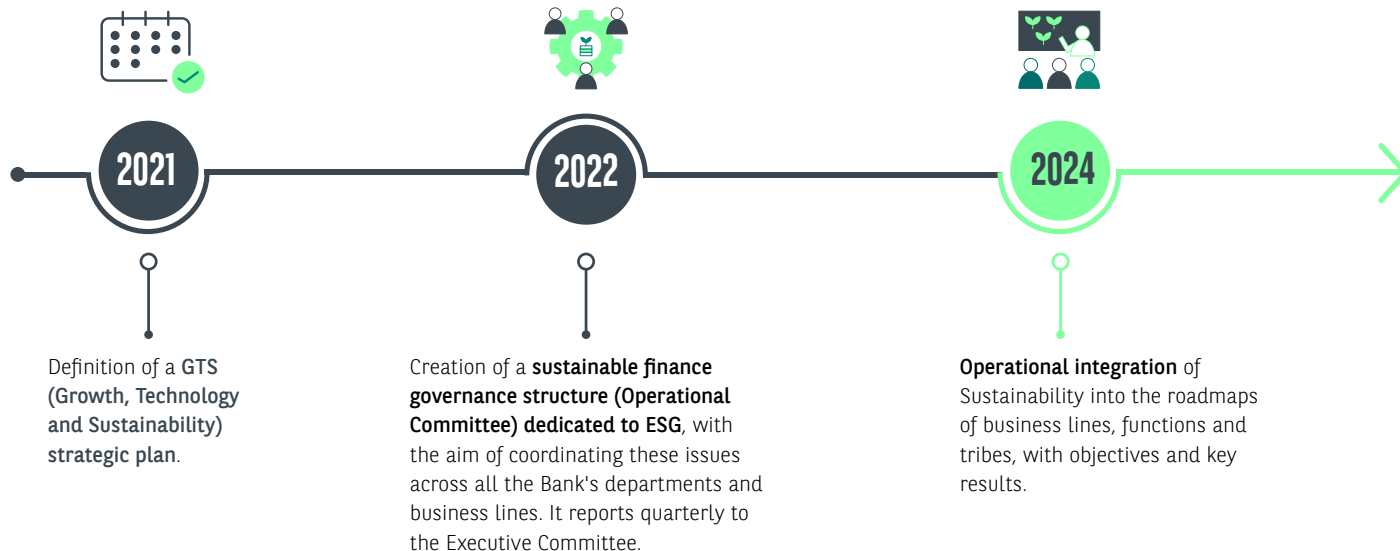 2021
2022
2024
Definition of a GTS
(Growth, Technology
and Sustainability)
strategic plan.
Creation of a sustainable finance
governance structure (Operational
Committee) dedicated to ESG, with
the aim of coordinating these issues
across all the Bank's departments and
business lines. It reports quarterly to
the Executive Committee.
Operational integration of
Sustainability into the roadmaps
of business lines, functions and
tribes, with objectives and key
results.